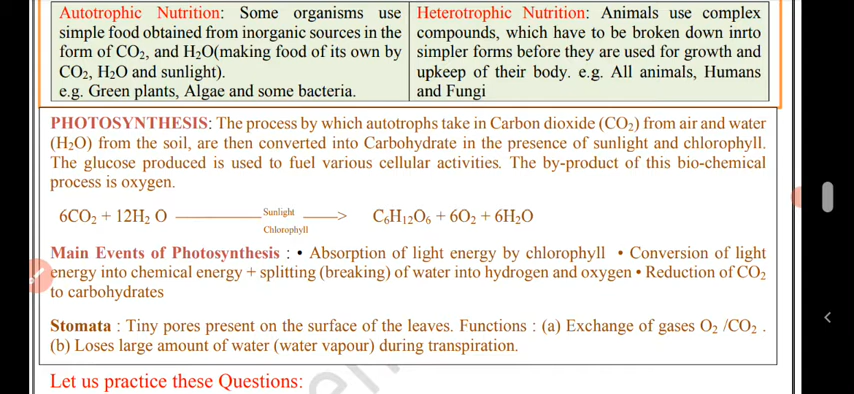 Autotrophic Nutrition: Some organisms use
simple food obtained from inorganic sources in the
form of CO₂, and H₂O(making food of its own by
CO₂, H₂O and sunlight).
e.g. Green plants, Algae and some bacteria.
Heterotrophic Nutrition: Animals use complex
compounds, which have to be broken down inrto
simpler forms before they are used for growth and
upkeep of their body. e.g. All animals, Humans
and Fungi
PHOTOSYNTHESIS: The process by which autotrophs take in Carbon dioxide (CO₂) from air and water
(H₂O) from the soil, are then converted into Carbohydrate in the presence of sunlight and chlorophyll.
The glucose produced is used to fuel various cellular activities. The by-product of this bio-chemical
process is oxygen.
6CO₂ + 12H₂ O ————— Sunlight ——> C₆H₁₂O₆ + 6O₂ + 6H₂O
Chlorophyll
Main Events of Photosynthesis : • Absorption of light energy by chlorophyll • Conversion of light
energy into chemical energy + splitting (breaking) of water into hydrogen and oxygen • Reduction of CO₂
to carbohydrates
Stomata : Tiny pores present on the surface of the leaves. Functions : (a) Exchange of gases O₂ /CO₂ .
(b) Loses large amount of water (water vapour) during transpiration.
Let us practice these Questions: